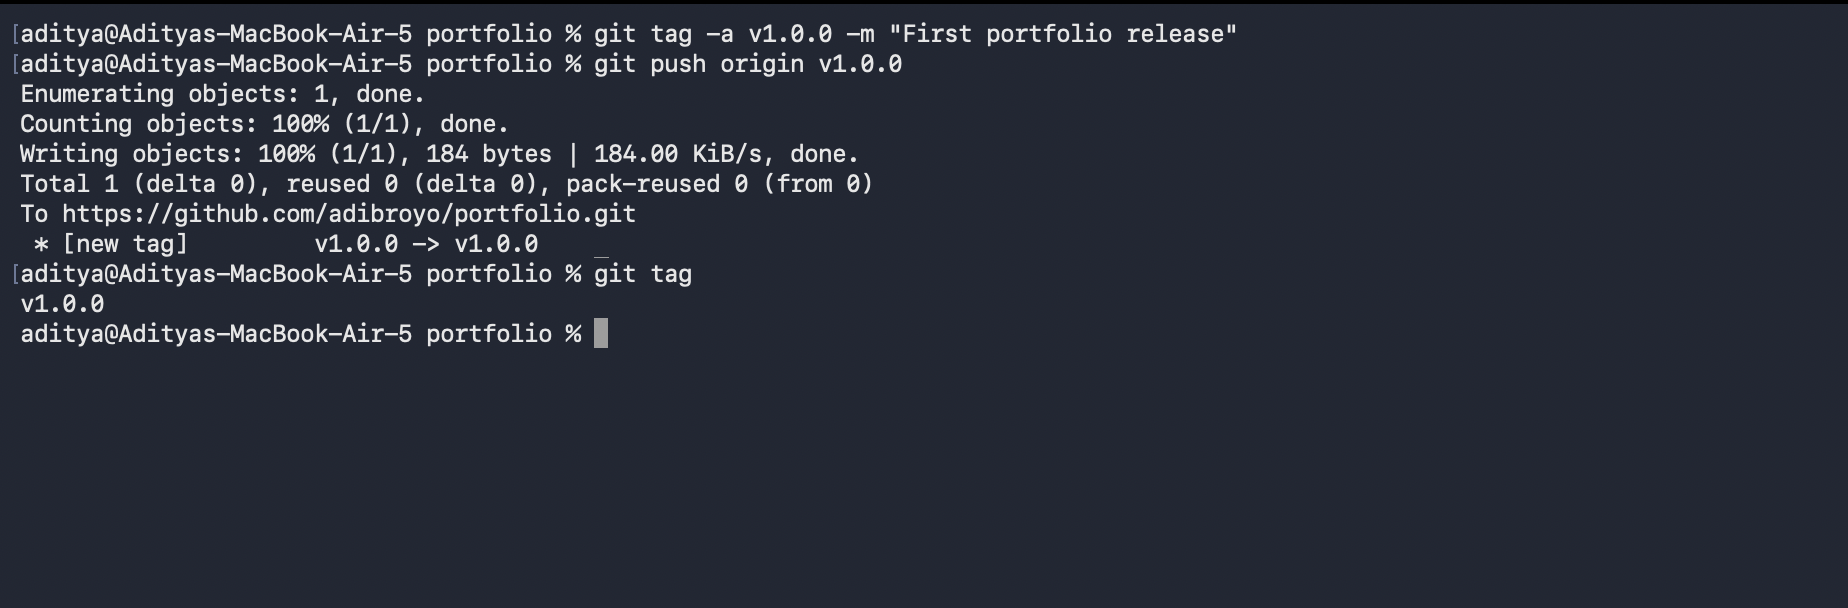 [aditya@Adityas-MacBook-Air-5 portfolio % git tag -a v1.0.0 -m "First portfolio release"
[aditya@Adityas-MacBook-Air-5 portfolio % git push origin v1.0.0
Enumerating objects: 1, done.
Counting objects: 100% (1/1), done.
Writing objects: 100% (1/1), 184 bytes | 184.00 KiB/s, done.
Total 1 (delta 0), reused 0 (delta 0), pack-reused 0 (from 0)
To https://github.com/adibroyo/portfolio.git
 * [new tag]         v1.0.0 -> v1.0.0
[aditya@Adityas-MacBook-Air-5 portfolio % git tag
v1.0.0
aditya@Adityas-MacBook-Air-5 portfolio %